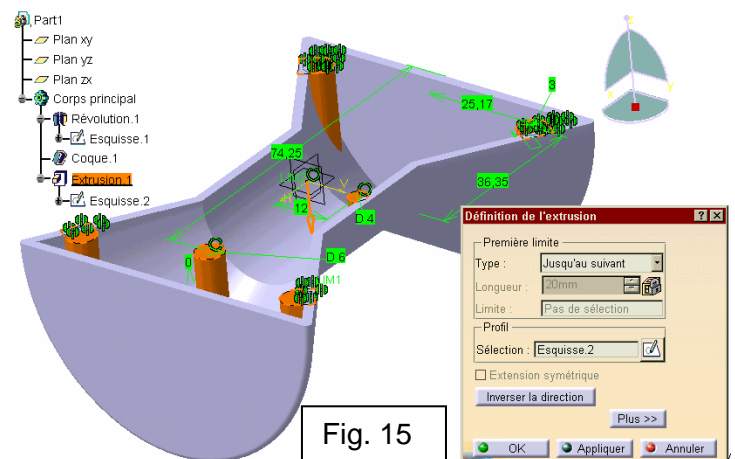 Part1
Plan xy
Plan yz
Plan zx
Corps principal
Révolution.1
Esquisse.1
Coque.1
Extrusion.1
Esquisse.2
3
25,17
74,25
36,35
12
D 4
D 6
0
LIM1
V
H
x
Y
Définition de l'extrusion
Première limite
Type :
Jusqu'au suivant
Longueur :
20mm
Limite :
Pas de sélection
Profil
Sélection :
Esquisse.2
Extension symétrique
Inverser la direction
Plus >>
OK
Appliquer
Annuler
Fig. 15